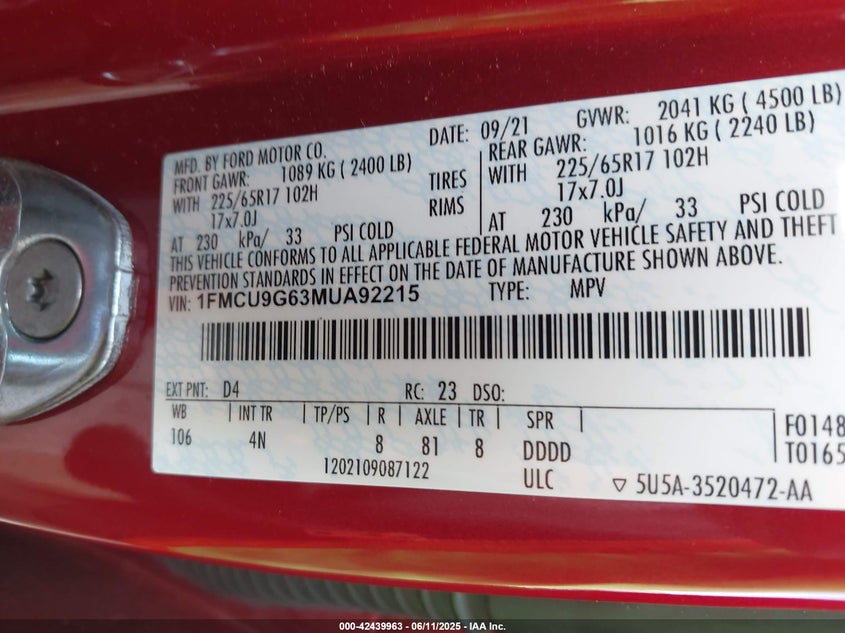 MFD. BY FORD MOTOR CO.
DATE: 09/21 GVWR: 2041 KG ( 4500 LB)
FRONT GAWR: 1089 KG ( 2400 LB)
REAR GAWR: 1016 KG ( 2240 LB)
WITH 225/65R17 102H TIRES WITH 225/65R17 102H
17x7.0J RIMS 17x7.0J
AT 230 kPa/ 33 PSI COLD AT 230 kPa/ 33 PSI COLD
THIS VEHICLE CONFORMS TO ALL APPLICABLE FEDERAL MOTOR VEHICLE SAFETY AND THEFT
PREVENTION STANDARDS IN EFFECT ON THE DATE OF MANUFACTURE SHOWN ABOVE.
VIN: 1FMCU9G63MUA92215 TYPE: MPV
EXT PNT: D4 RC: 23 DSO:
WB | INT TR | TP/PS | R | AXLE | TR | SPR |
106 4N 8 81 8 DDDD
F0148
T0165
1202109087122 ULC ▽ 5U5A-3520472-AA
000-42439963 - 06/11/2025 - IAA Inc.